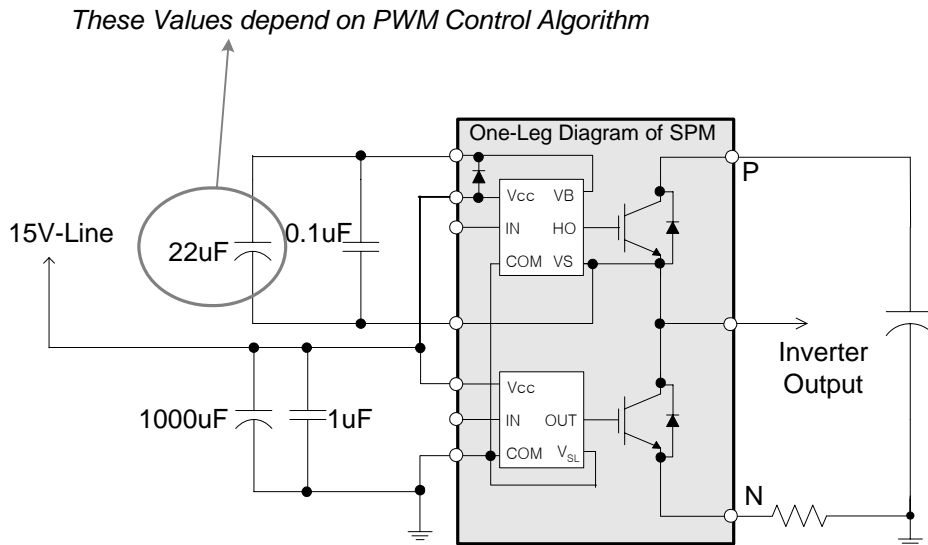 These Values depend on PWM Control Algorithm
One-Leg Diagram of SPM
P
Vcc VB
15V-Line
22uF
0.1uF
IN HO
COM VS
Inverter
Output
Vcc
1000uF
1uF
IN OUT
COM VSL
N